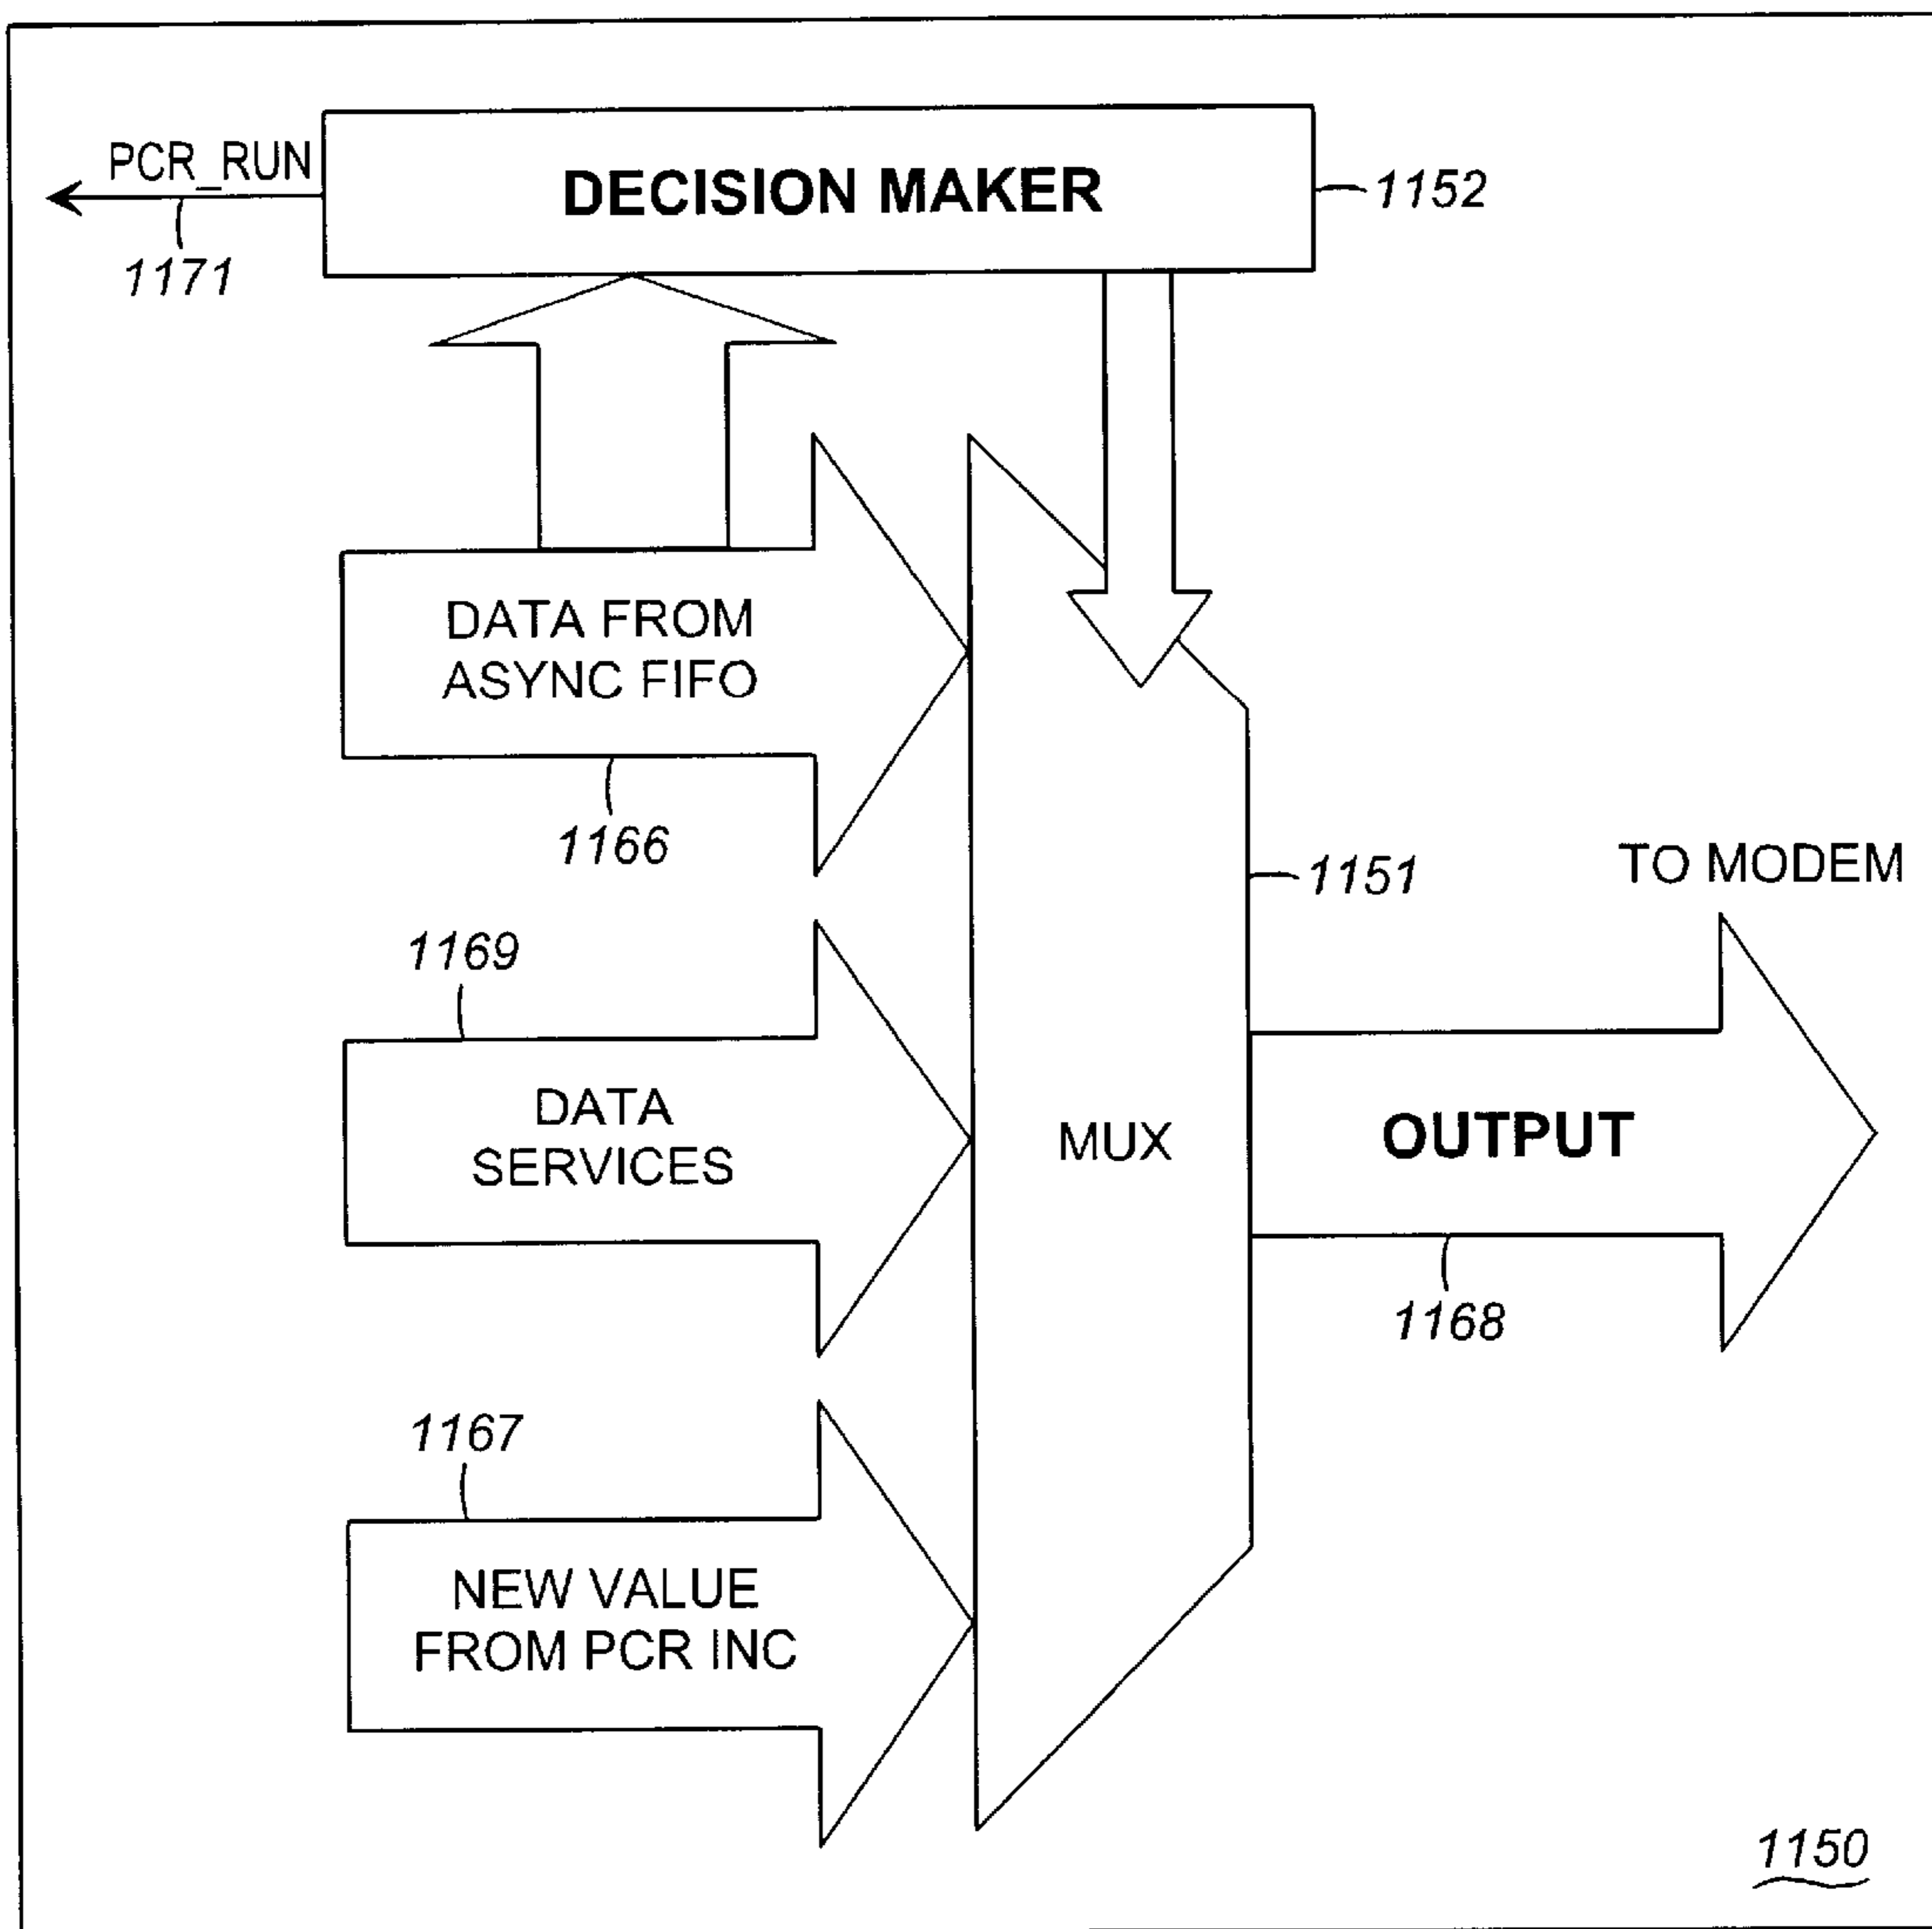 PCR_RUN
DECISION MAKER
1152
1171
DATA FROM
ASYNC FIFO
1166
1151
TO MODEM
1169
DATA
SERVICES
MUX
OUTPUT
1168
1167
NEW VALUE
FROM PCR INC
1150